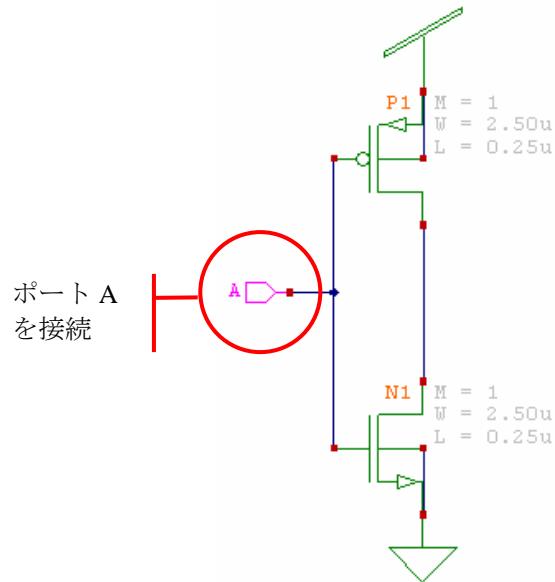 P1
M = 1
W = 2.50u
L = 0.25u
ポート A
を接続
A
N1
M = 1
W = 2.50u
L = 0.25u